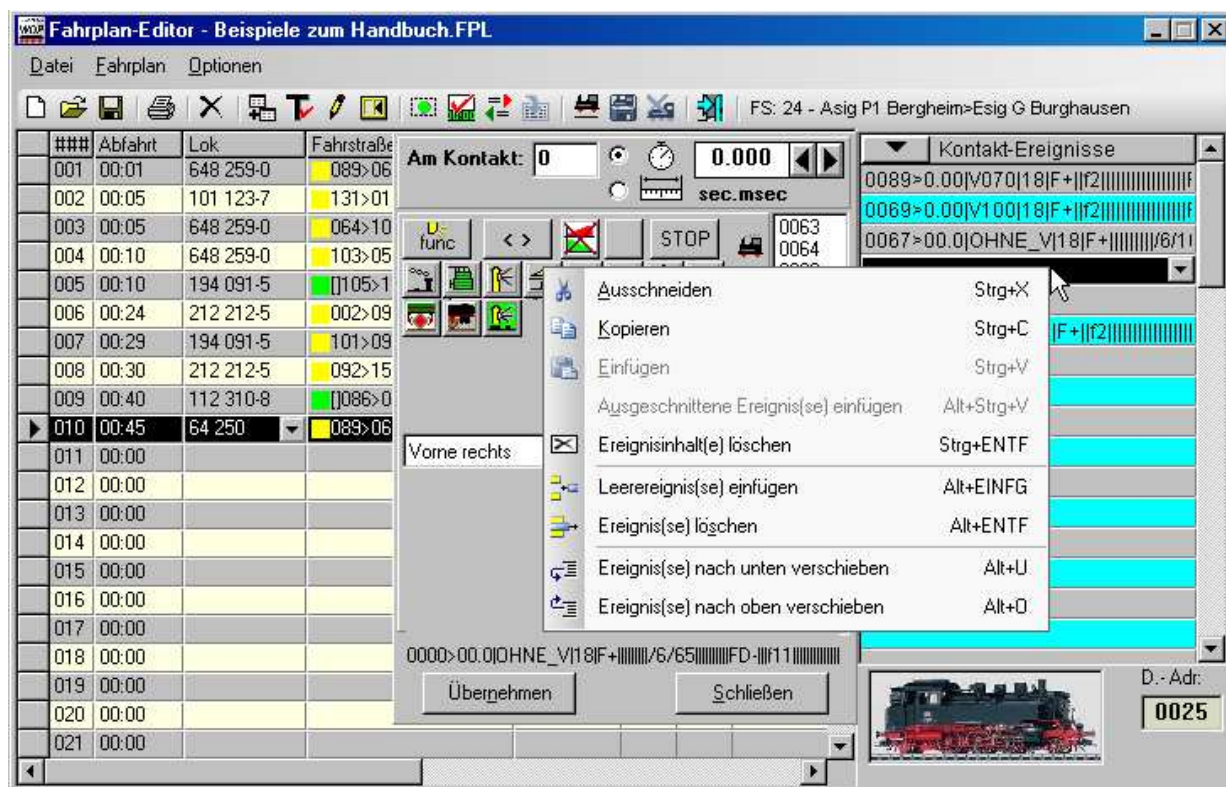 Fahrplan-Editor - Beispiele zum Handbuch.FPL
Datei Fahrplan Optionen
FS: 24 - Asig P1 Bergheim>Esig G Burghausen
### Abfahrt Lok Fahrstraße
001 00:01 648 259-0 089>06
002 00:05 101 123-7 131>01
003 00:05 648 259-0 064>10
004 00:10 648 259-0 103>05
005 00:10 194 091-5 []105>1
006 00:24 212 212-5 002>09
007 00:29 194 091-5 101>09
008 00:30 212 212-5 092>15
009 00:40 112 310-8 []086>0
010 00:45 64 250 089>06
011 00:00
012 00:00
013 00:00
014 00:00
015 00:00
016 00:00
017 00:00
018 00:00
019 00:00
020 00:00
021 00:00
Am Kontakt: 0
0.000
sec.msec
func
< >
STOP
0063
0064
Vorne rechts
Ausschneiden Strg+X
Kopieren Strg+C
Einfügen Strg+V
Ausgeschnittene Ereignis(se) einfügen Alt+Strg+V
Ereignisinhalt(e) löschen Strg+ENTF
Leerereignis(se) einfügen Alt+EINFG
Ereignis(se) löschen Alt+ENTF
Ereignis(se) nach unten verschieben Alt+U
Ereignis(se) nach oben verschieben Alt+O
0000>00.0|OHNE_V|18|F+||||||||/6/65||||||||||FD-|||f11||||||||||||
Übernehmen
Schließen
Kontakt-Ereignisse
0089>0.00|V070|18|F+||f2||||||||||||||||||F
0069>0.00|V100|18|F+||f2||||||||||||||||||F
0067>00.0|OHNE_V|18|F+||||||||/6/1
|F+||f2||||||||||||||||||
D.- Adr:
0025